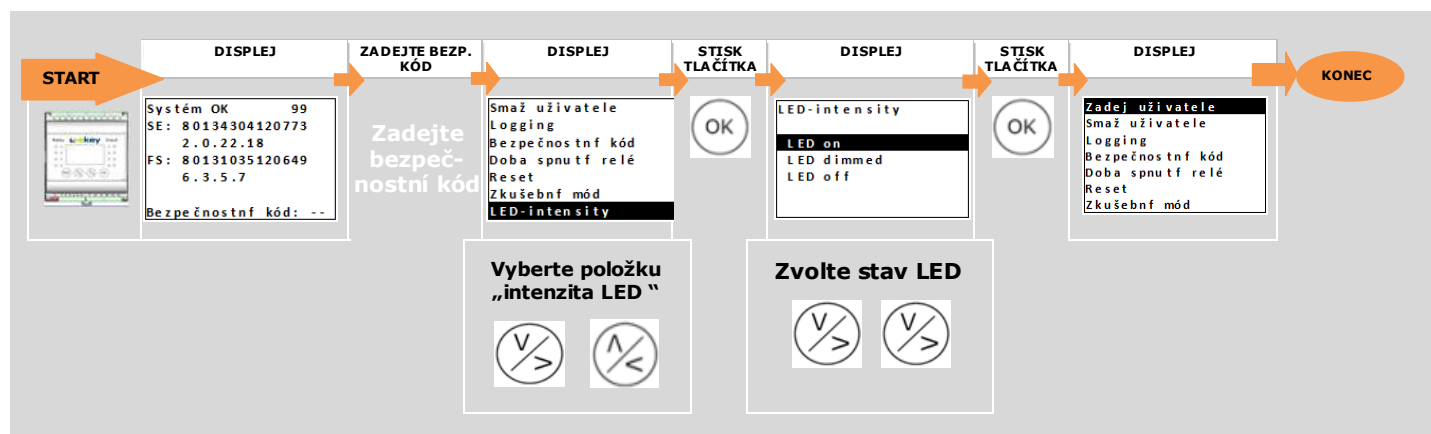 START
DISPLEJ
Systém OK 99
SE: 80134304120773
2.0.22.18
FS: 80131035120649
6.3.5.7
Bezpečnostnf kód: --
ZADEJTE BEZP.
KÓD
Zadejte
bezpeč-
nostní kód
DISPLEJ
Smaž uživatele
Logging
Bezpečnostnf kód
Doba spnutf relé
Reset
Zkušebnf mód
LED-intensity
Vyberte položku
„intenzita LED “
V/>
Λ/<
STISK
TLAČÍTKA
OK
DISPLEJ
LED-intensity
LED on
LED dimmed
LED off
Zvolte stav LED
V/>
V/>
STISK
TLAČÍTKA
OK
DISPLEJ
Zadej uživatele
Smaž uživatele
Logging
Bezpečnostnf kód
Doba spnutf relé
Reset
Zkušebnf mód
KONEC